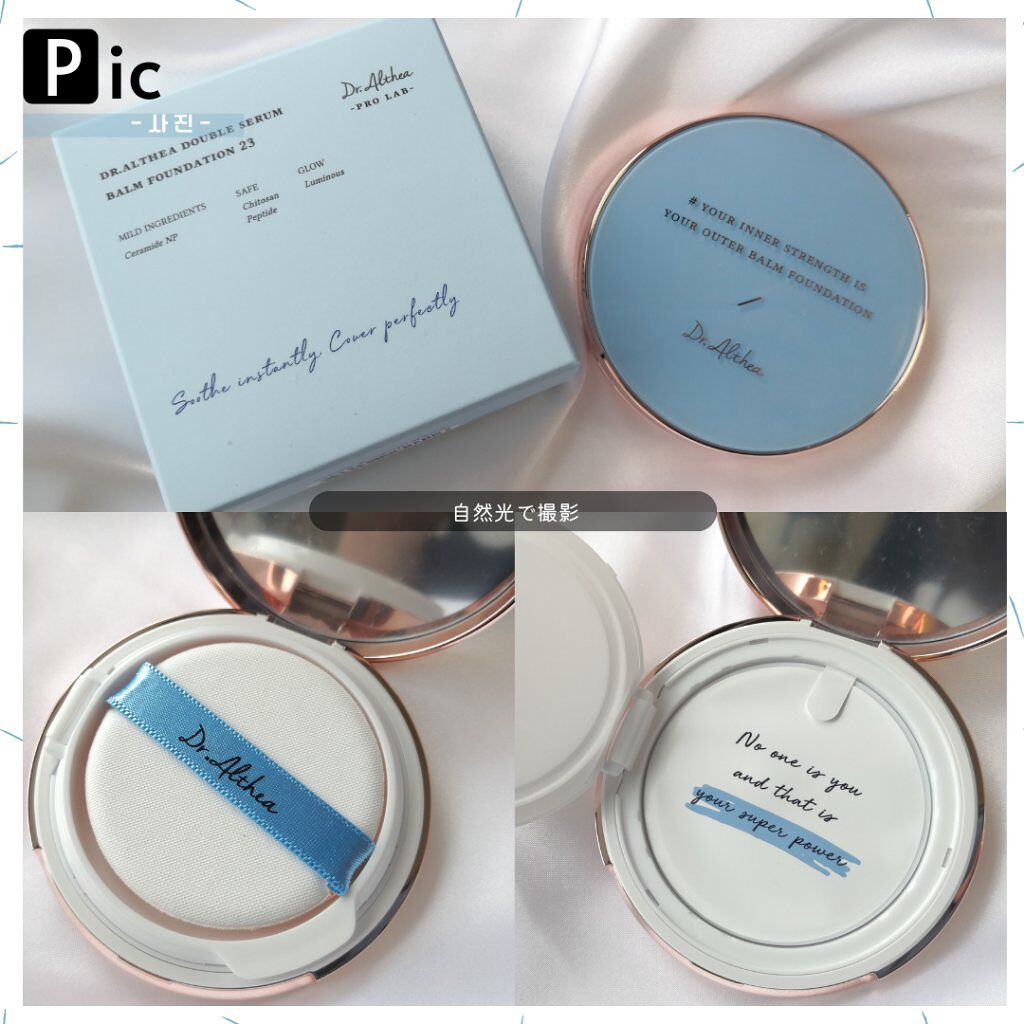 Pic
-사진-
Dr.Althea
-PRO LAB-
DR.ALTHEA DOUBLE SERUM
BALM FOUNDATION 23
MILD INGREDIENTS
Ceramide NP
SAFE
Chitosan
Peptide
GLOW
Luminous
Soothe instantly. Cover perfectly
# YOUR INNER STRENGTH IS
YOUR OUTER BALM FOUNDATION
Dr.Althea
自然光で撮影
Dr.Althea
No one is you
and that is
your super power